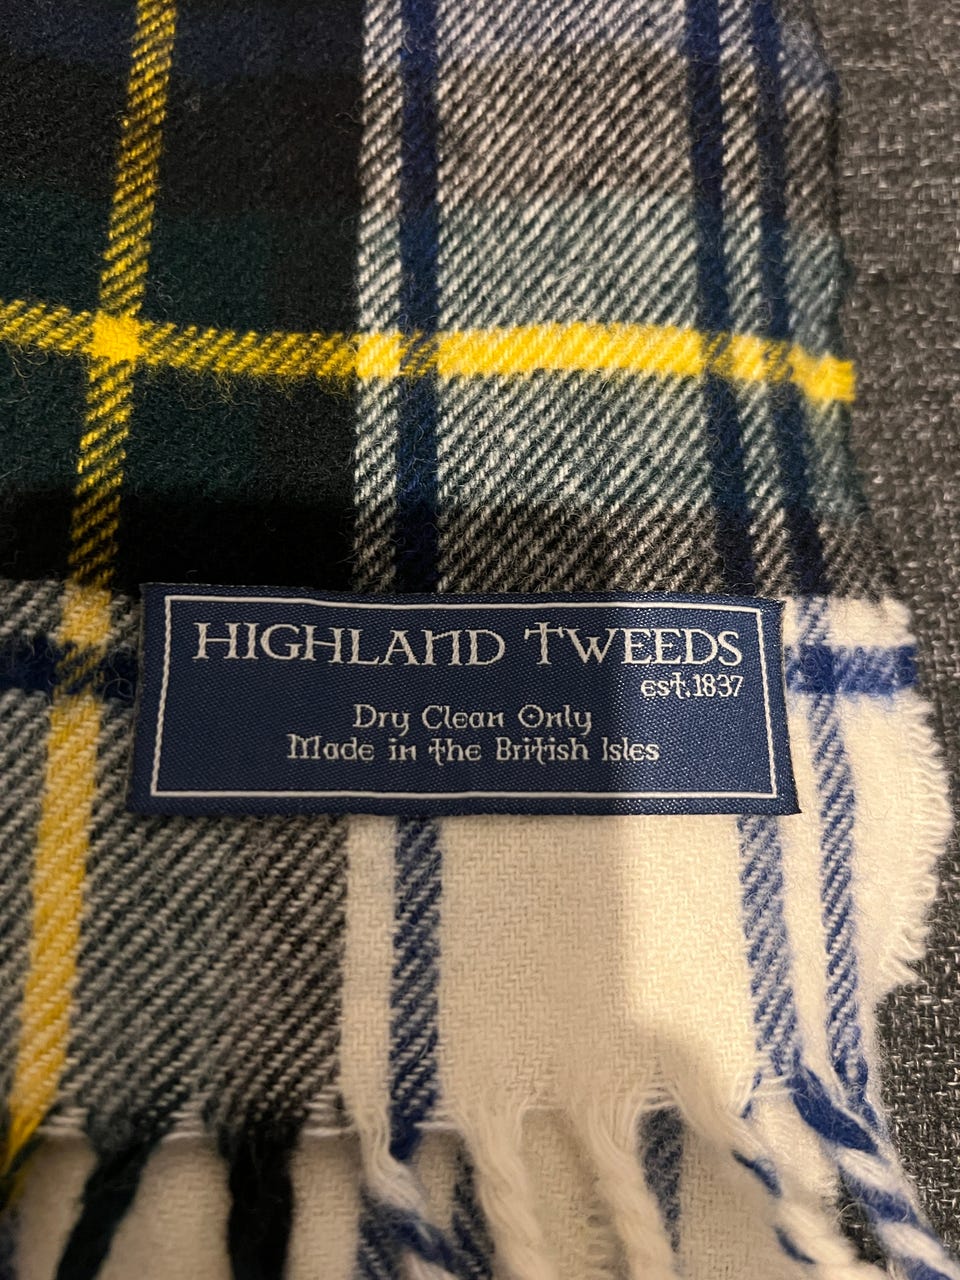 HIGHLAND TWEEDS
est.1837
Dry Clean Only
Made in the British Isles